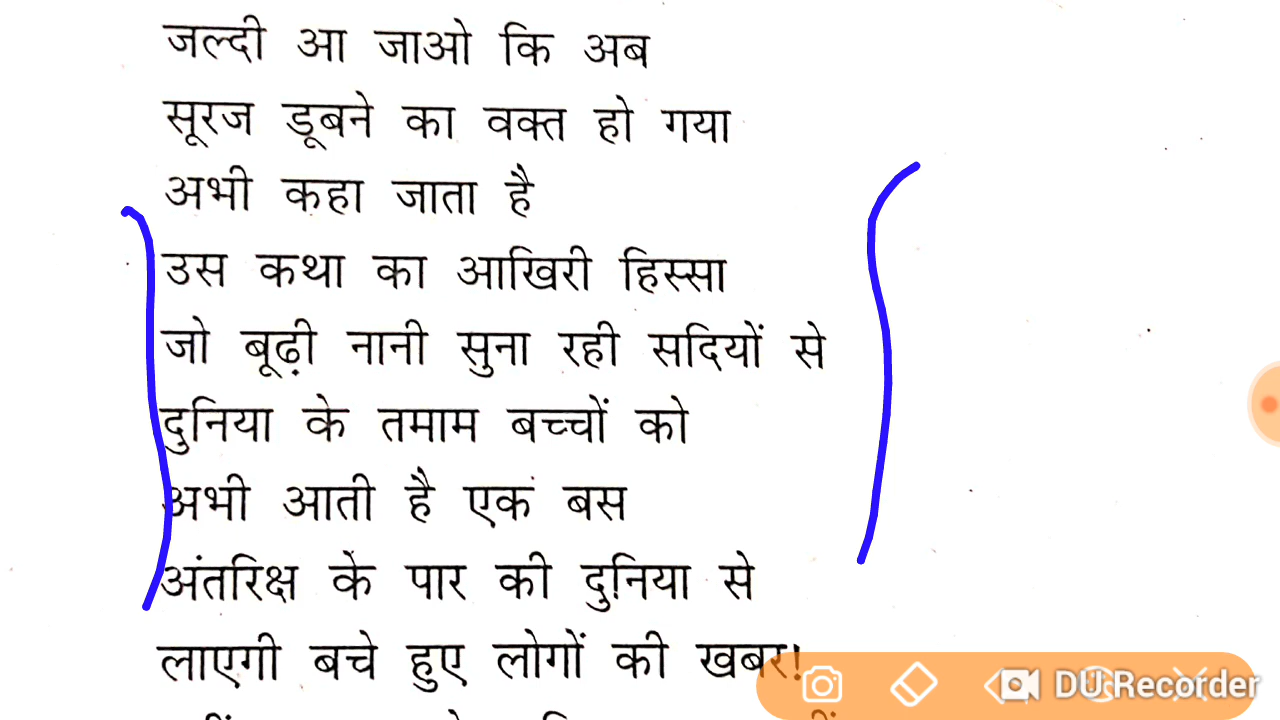 जल्दी आ जाओ कि अब
सूरज डूबने का वक्त हो गया
अभी कहा जाता है
उस कथा का आखिरी हिस्सा
जो बूढ़ी नानी सुना रही सदियों से
दुनिया के तमाम बच्चों को
अभी आती है एक बस
अंतरिक्ष के पार की दुनिया से
लाएगी बचे हुए लोगों की खबर!
DU Recorder